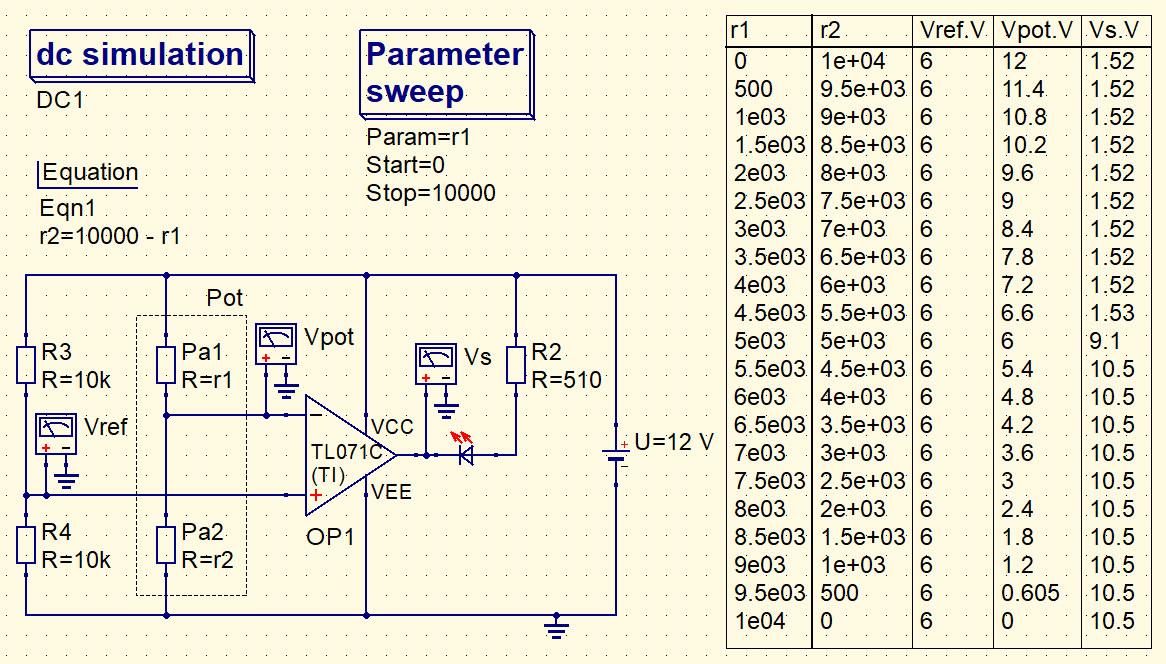 dc simulation
DC1
Parameter
sweep
Param=r1
Start=0
Stop=10000
Equation
Eqn1
r2=10000 - r1
Pot
R3
R=10k
Pa1
R=r1
Vpot
+ −
Vs
+ −
R2
R=510
Vref
+ −
−
VCC
TL071C
(TI)
+
VEE
OP1
+
U=12 V
−
R4
R=10k
Pa2
R=r2
r1 r2 Vref.V Vpot.V Vs.V
0 1e+04 6 12 1.52
500 9.5e+03 6 11.4 1.52
1e03 9e+03 6 10.8 1.52
1.5e03 8.5e+03 6 10.2 1.52
2e03 8e+03 6 9.6 1.52
2.5e03 7.5e+03 6 9 1.52
3e03 7e+03 6 8.4 1.52
3.5e03 6.5e+03 6 7.8 1.52
4e03 6e+03 6 7.2 1.52
4.5e03 5.5e+03 6 6.6 1.53
5e03 5e+03 6 6 9.1
5.5e03 4.5e+03 6 5.4 10.5
6e03 4e+03 6 4.8 10.5
6.5e03 3.5e+03 6 4.2 10.5
7e03 3e+03 6 3.6 10.5
7.5e03 2.5e+03 6 3 10.5
8e03 2e+03 6 2.4 10.5
8.5e03 1.5e+03 6 1.8 10.5
9e03 1e+03 6 1.2 10.5
9.5e03 500 6 0.605 10.5
1e04 0 6 0 10.5